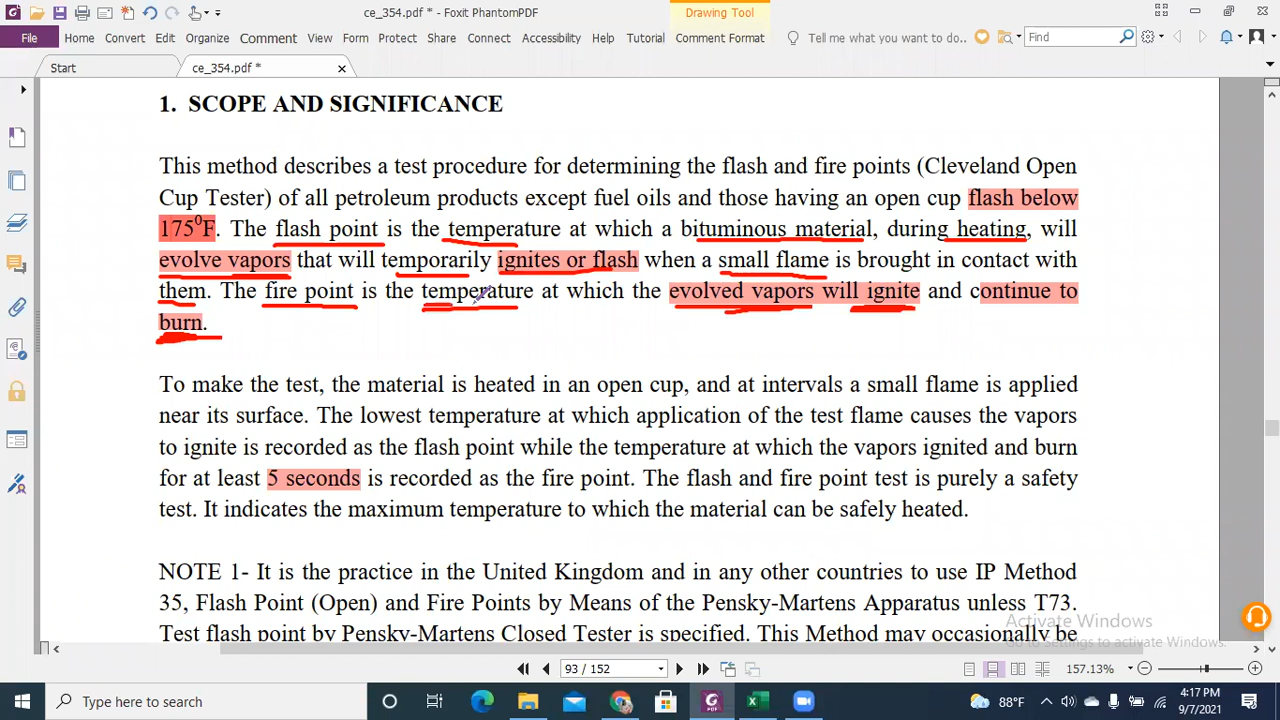 ce_354.pdf * - Foxit PhantomPDF
Drawing Tool
File Home Convert Edit Organize Comment View Form Protect Share Connect Accessibility Help Tutorial Comment Format Tell me what you want to do.. Find
Start ce_354.pdf *
1. SCOPE AND SIGNIFICANCE
This method describes a test procedure for determining the flash and fire points (Cleveland Open
Cup Tester) of all petroleum products except fuel oils and those having an open cup flash below
175⁰F. The flash point is the temperature at which a bituminous material, during heating, will
evolve vapors that will temporarily ignites or flash when a small flame is brought in contact with
them. The fire point is the temperature at which the evolved vapors will ignite and continue to
burn.
To make the test, the material is heated in an open cup, and at intervals a small flame is applied
near its surface. The lowest temperature at which application of the test flame causes the vapors
to ignite is recorded as the flash point while the temperature at which the vapors ignited and burn
for at least 5 seconds is recorded as the fire point. The flash and fire point test is purely a safety
test. It indicates the maximum temperature to which the material can be safely heated.
NOTE 1- It is the practice in the United Kingdom and in any other countries to use IP Method
35, Flash Point (Open) and Fire Points by Means of the Pensky-Martens Apparatus unless T73.
Test flash point by Pensky-Martens Closed Tester is specified. This Method may occasionally be
Activate Windows
Go to Settings to activate Windows.
93 / 152
157.13%
Type here to search
88°F
4:17 PM
9/7/2021